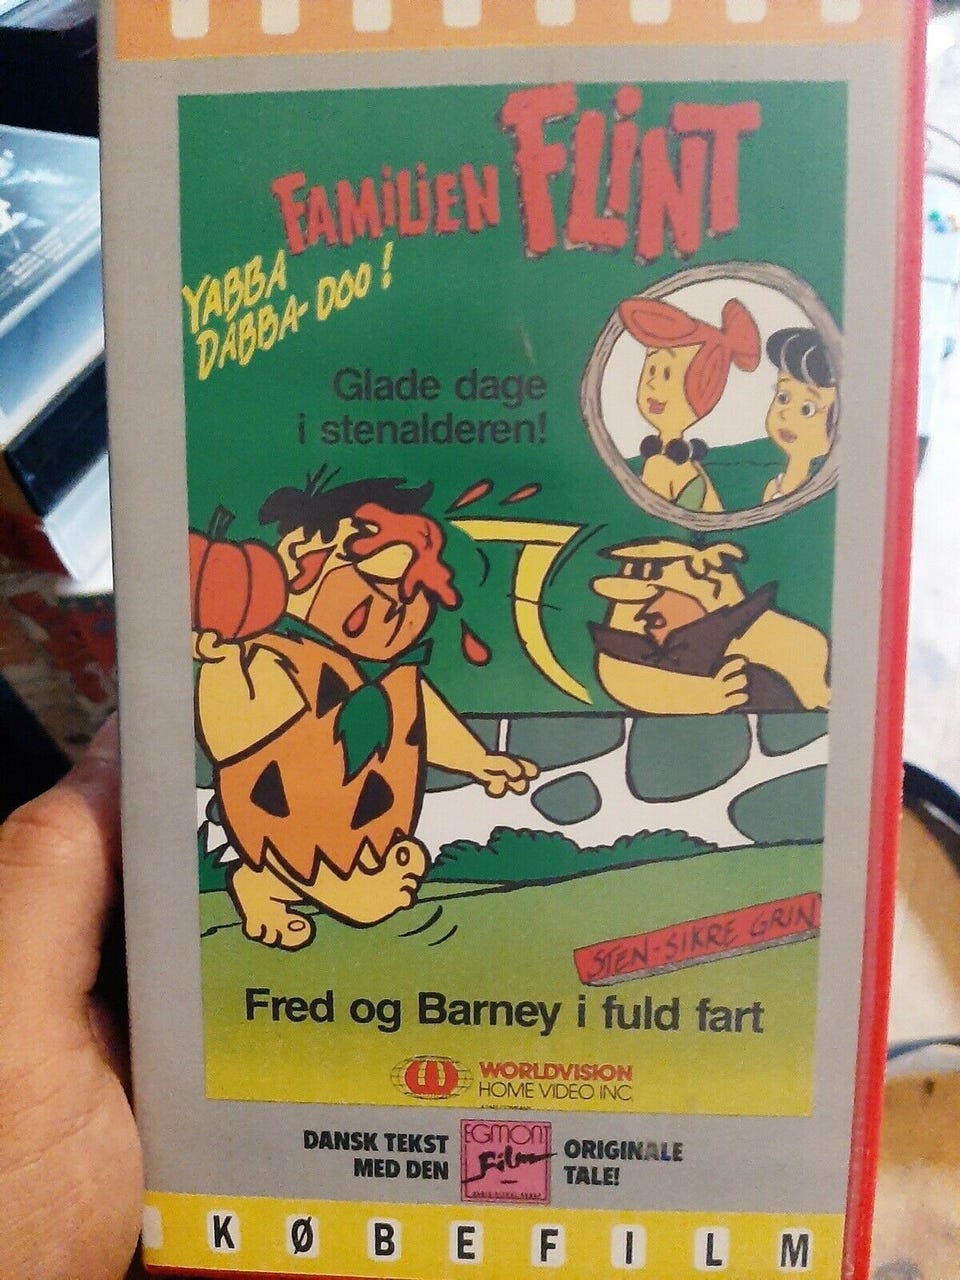 FAMILIEN FLINT
YABBA
DABBA-DOO!
Glade dage
i stenalderen!
STEN-SIKRE GRIN
Fred og Barney i fuld fart
WORLDVISION
HOME VIDEO INC
DANSK TEKST
MED DEN
EGMONT
Film
ORIGINALE
TALE!
KØBEFILM